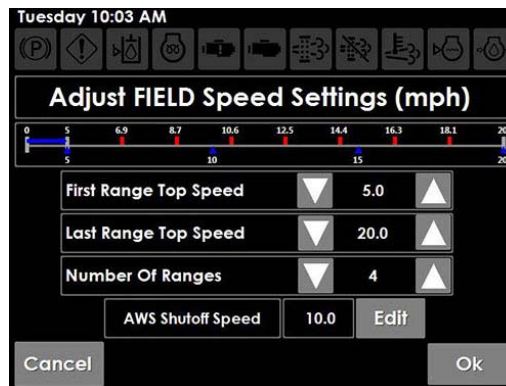 Tuesday 10:03 AM
Adjust FIELD Speed Settings (mph)
0 5 6.9 8.7 10.6 12.5 14.4 16.3 18.1 20
5 10 15 20
First Range Top Speed 5.0
Last Range Top Speed 20.0
Number Of Ranges 4
AWS Shutoff Speed 10.0 Edit
Cancel Ok